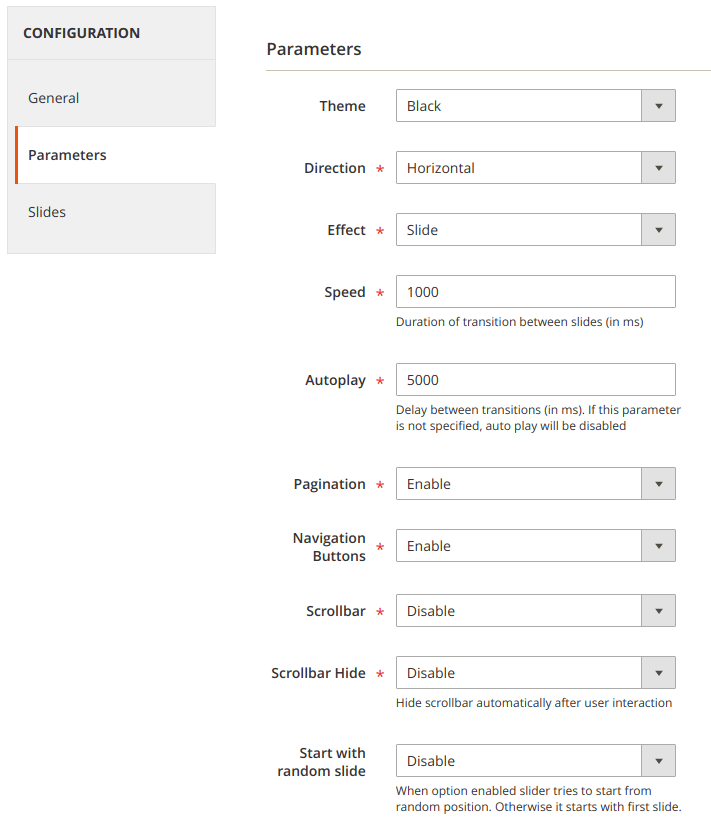 CONFIGURATION
General
Parameters
Slides
Parameters
Theme
Black
Direction *
Horizontal
Effect *
Slide
Speed *
1000
Duration of transition between slides (in ms)
Autoplay *
5000
Delay between transitions (in ms). If this parameter
is not specified, auto play will be disabled
Pagination *
Enable
Navigation
Buttons *
Enable
Scrollbar *
Disable
Scrollbar Hide *
Disable
Hide scrollbar automatically after user interaction
Start with
random slide
Disable
When option enabled slider tries to start from
random position. Otherwise it starts with first slide.